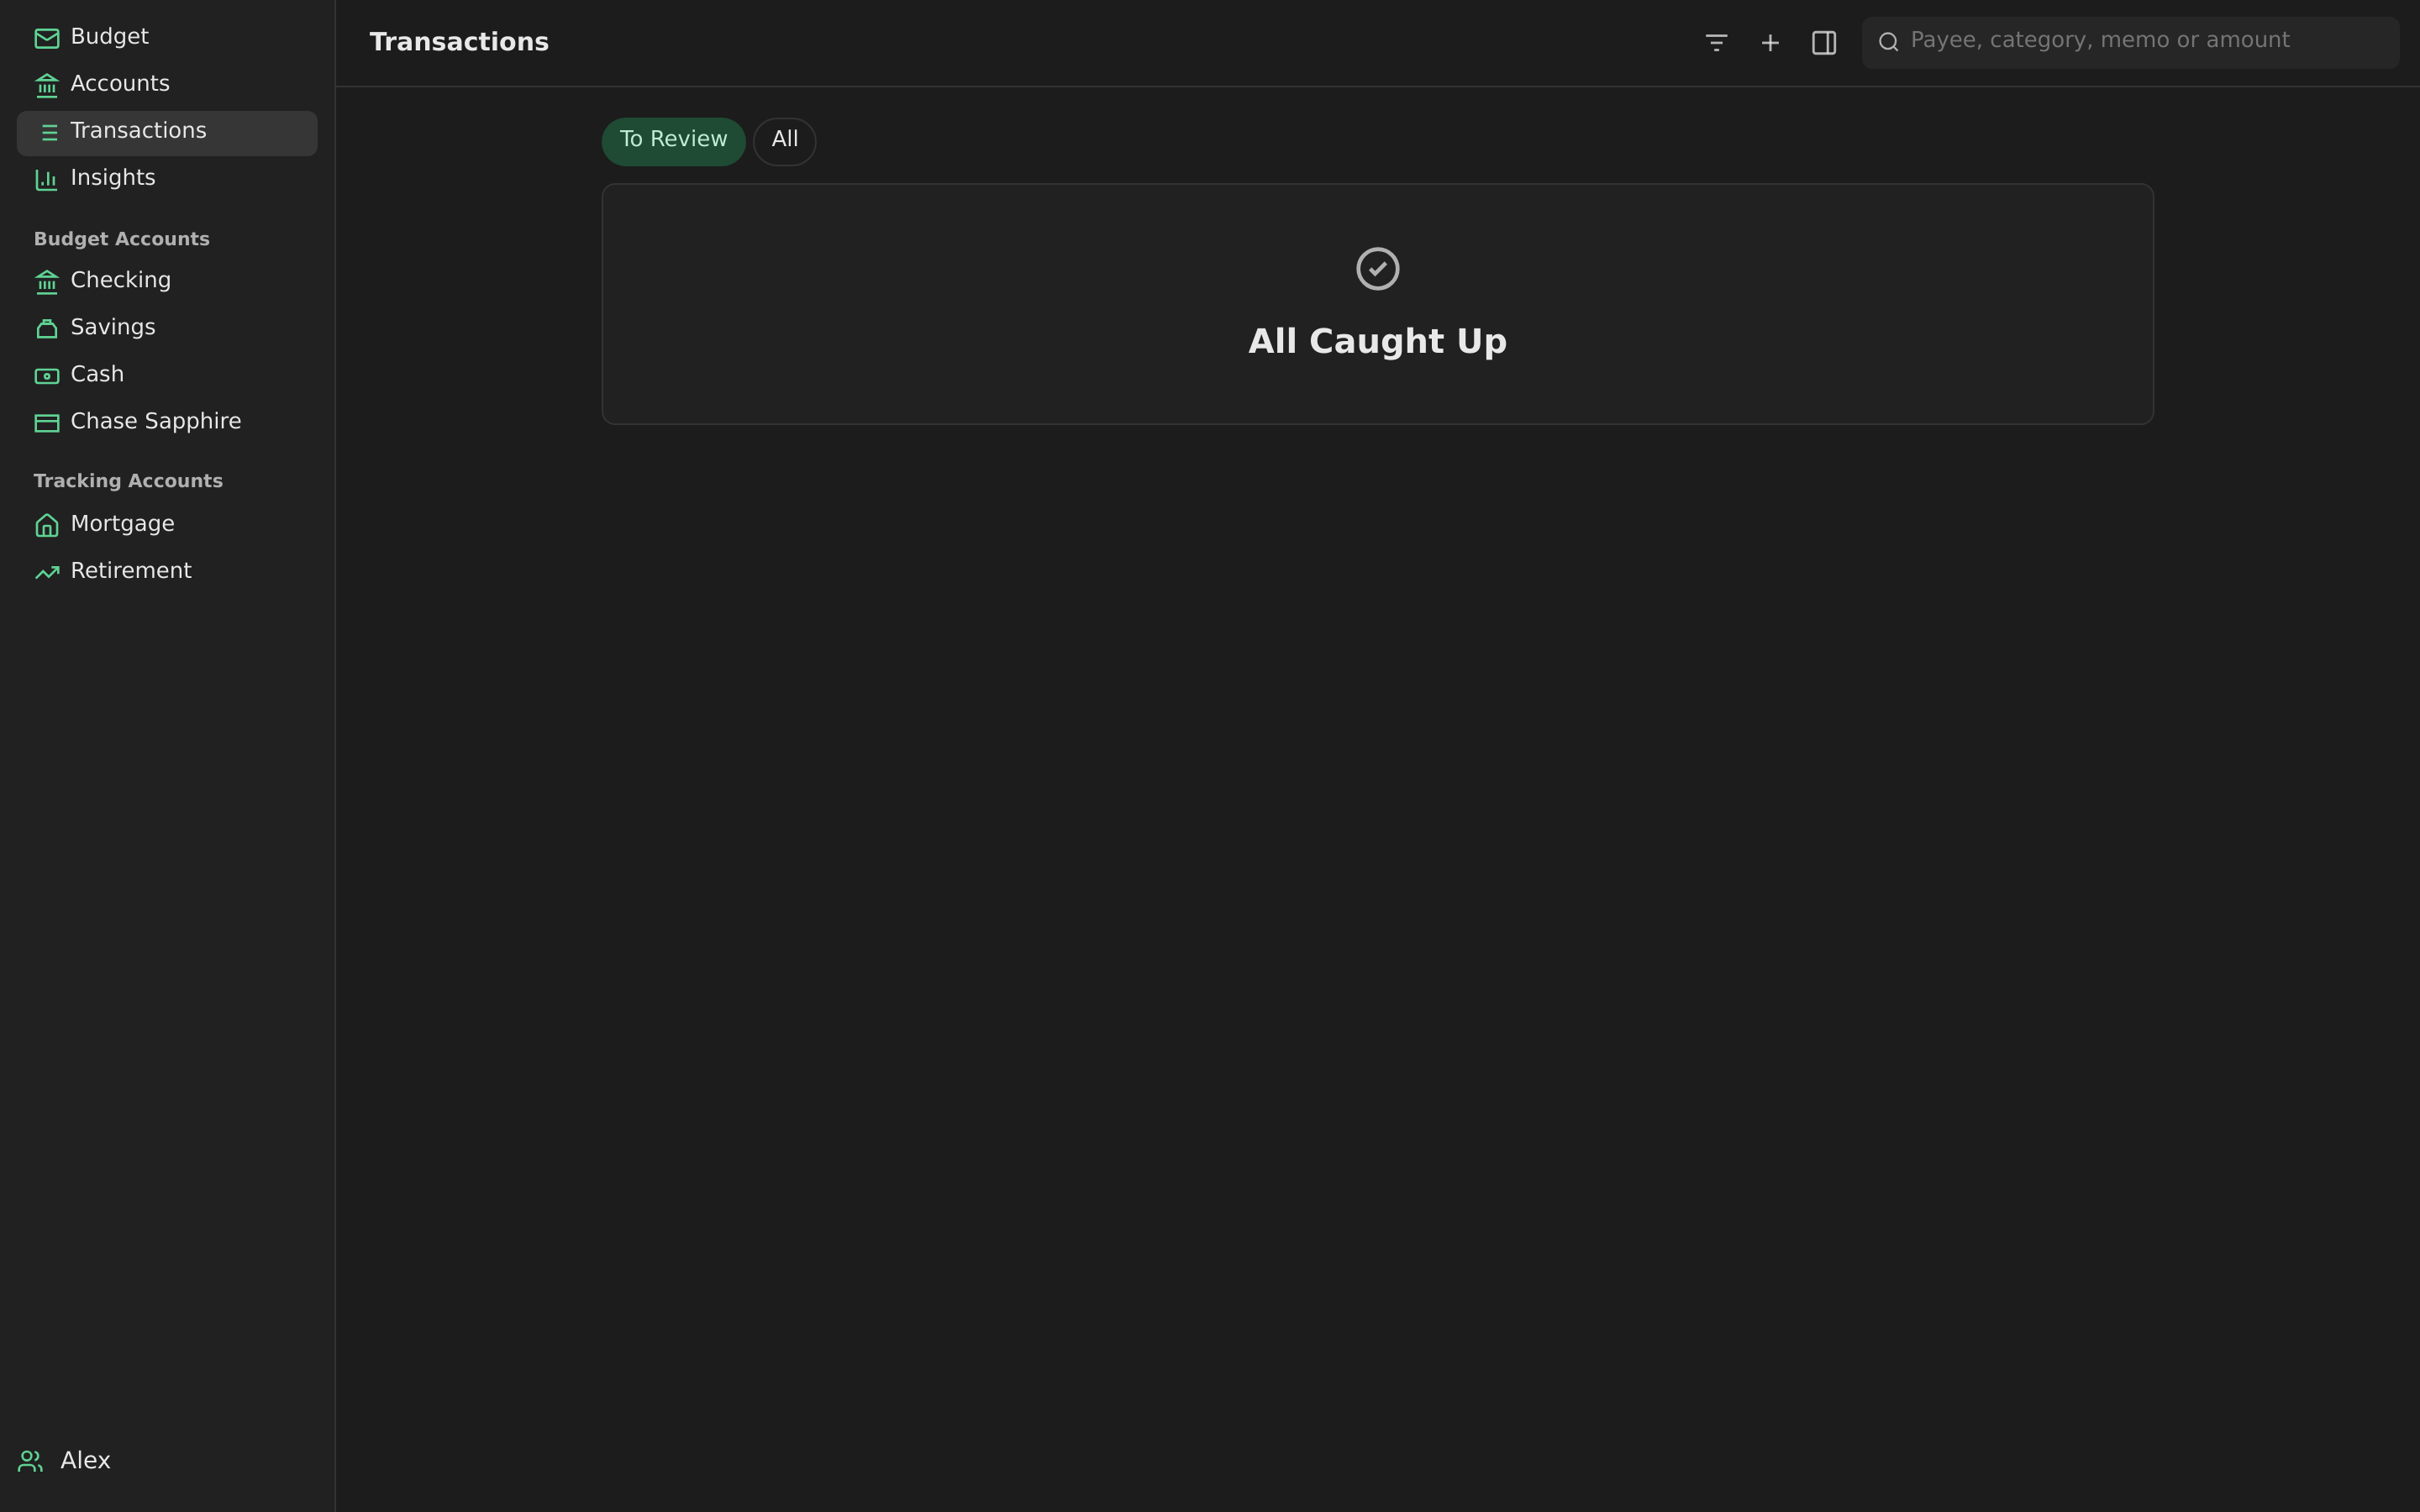 Budget
Accounts
Transactions
Insights
Budget Accounts
Checking
Savings
Cash
Chase Sapphire
Tracking Accounts
Mortgage
Retirement
Alex
Transactions
Payee, category, memo or amount
To Review
All
All Caught Up